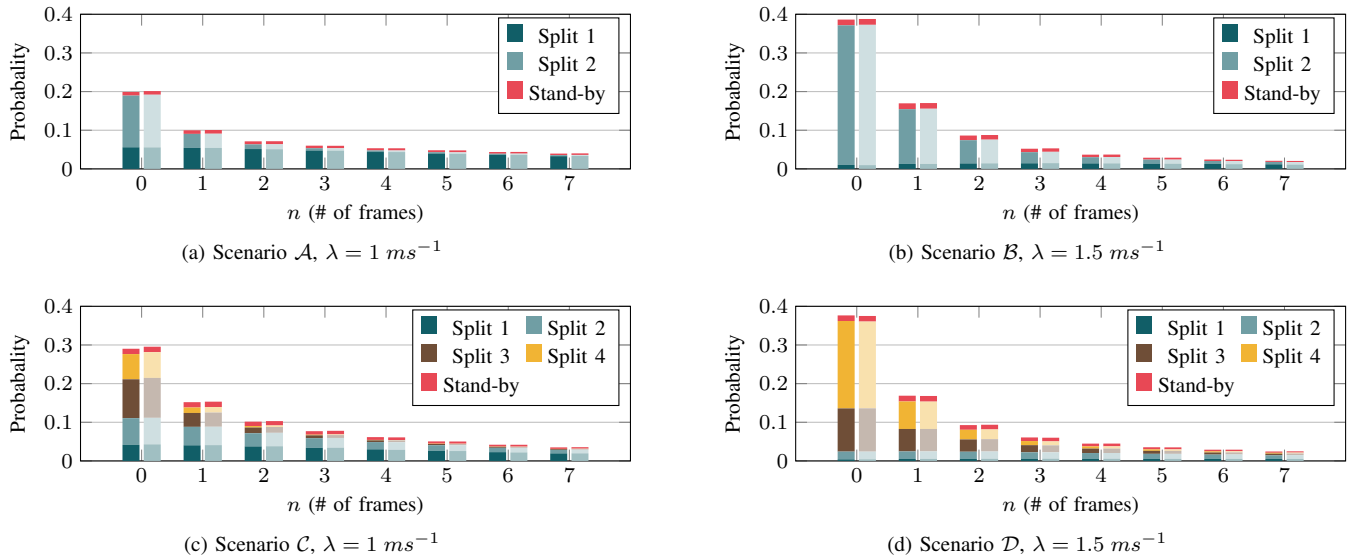 0.4
0.3
0.2
0.1
0
Probabality
Split 1
Split 2
Stand-by
0 1 2 3 4 5 6 7
n (# of frames)
(a) Scenario 𝒜, λ = 1 ms⁻¹
0.4
0.3
0.2
0.1
0
Probabality
Split 1
Split 2
Stand-by
0 1 2 3 4 5 6 7
n (# of frames)
(b) Scenario ℬ, λ = 1.5 ms⁻¹
0.4
0.3
0.2
0.1
0
Probabality
Split 1 Split 2
Split 3 Split 4
Stand-by
0 1 2 3 4 5 6 7
n (# of frames)
(c) Scenario 𝒞, λ = 1 ms⁻¹
0.4
0.3
0.2
0.1
0
Probabality
Split 1 Split 2
Split 3 Split 4
Stand-by
0 1 2 3 4 5 6 7
n (# of frames)
(d) Scenario 𝒟, λ = 1.5 ms⁻¹